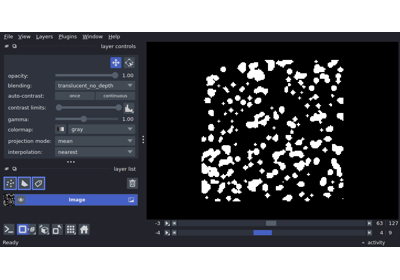 File View Layers Plugins Window Help
layer controls
opacity: 1.00
blending: translucent_no_depth
auto-contrast: once continuous
contrast limits:
gamma: 1.00
colormap: gray
projection mode: mean
interpolation: nearest
layer list
Image
-3 63 127
-4 4 9
Ready activity